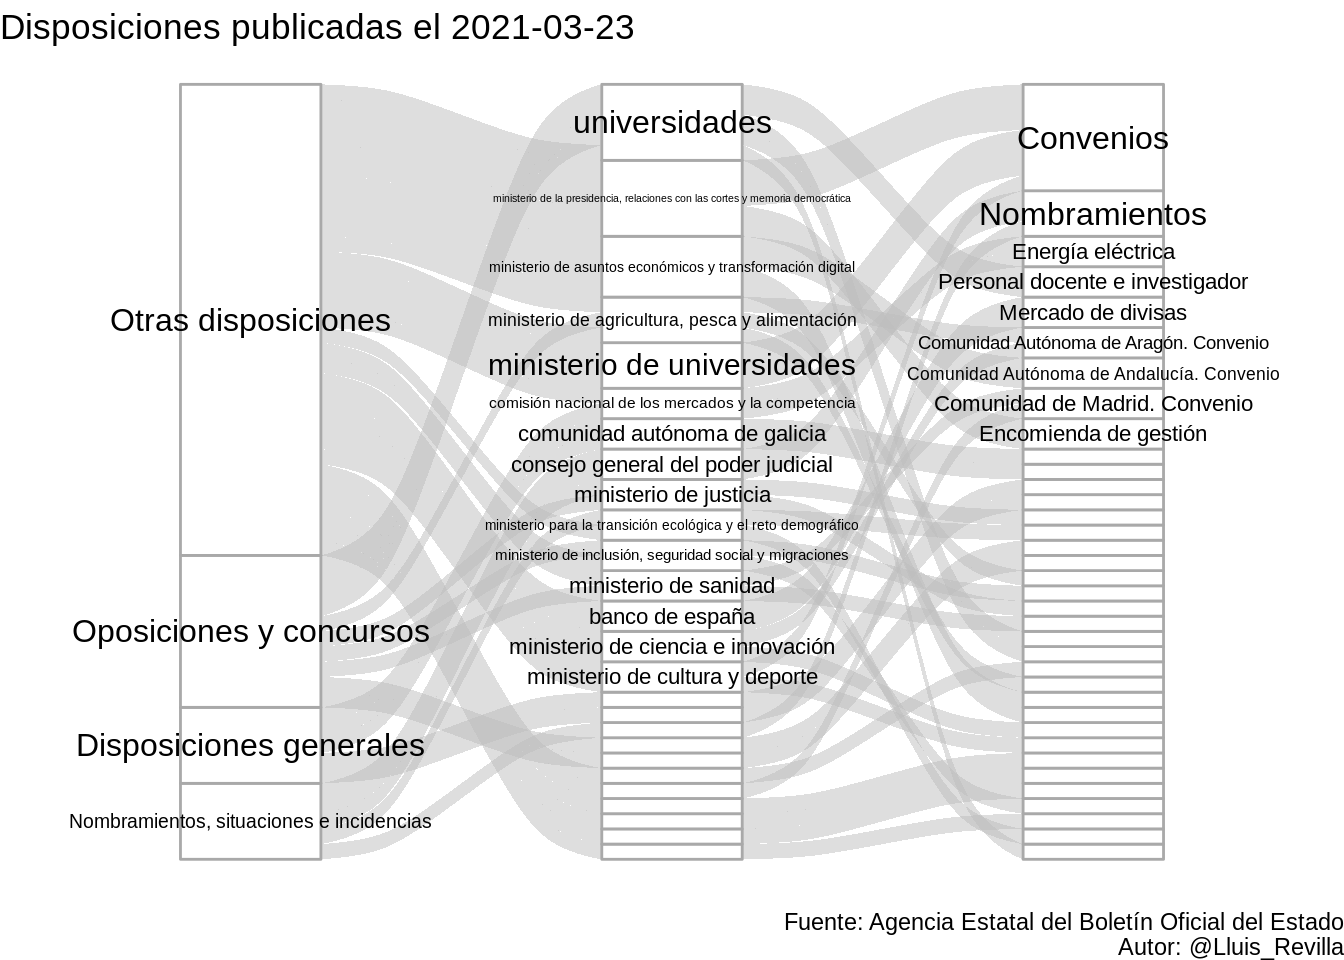 Disposiciones publicadas el 2021-03-23
Otras disposiciones
Oposiciones y concursos
Disposiciones generales
Nombramientos, situaciones e incidencias
universidades
ministerio de la presidencia, relaciones con las cortes y memoria democrática
ministerio de asuntos económicos y transformación digital
ministerio de agricultura, pesca y alimentación
ministerio de universidades
comisión nacional de los mercados y la competencia
comunidad autónoma de galicia
consejo general del poder judicial
ministerio de justicia
ministerio para la transición ecológica y el reto demográfico
ministerio de inclusión, seguridad social y migraciones
ministerio de sanidad
banco de españa
ministerio de ciencia e innovación
ministerio de cultura y deporte
Convenios
Nombramientos
Energía eléctrica
Personal docente e investigador
Mercado de divisas
Comunidad Autónoma de Aragón. Convenio
Comunidad Autónoma de Andalucía. Convenio
Comunidad de Madrid. Convenio
Encomienda de gestión
Fuente: Agencia Estatal del Boletín Oficial del Estado
Autor: @Lluis_Revilla